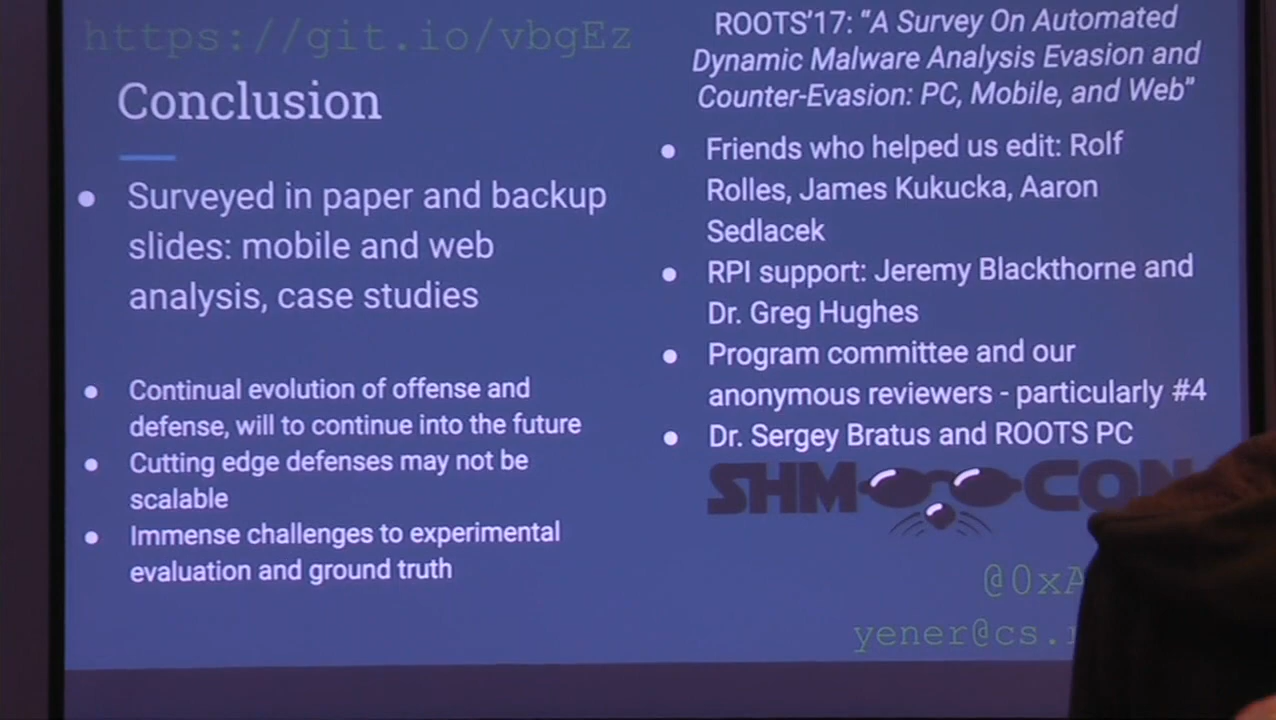 https://git.io/vbgEz
Conclusion
Surveyed in paper and backup
slides: mobile and web
analysis, case studies
Continual evolution of offense and
defense, will to continue into the future
Cutting edge defenses may not be
scalable
Immense challenges to experimental
evaluation and ground truth
ROOTS'17: "A Survey On Automated
Dynamic Malware Analysis Evasion and
Counter-Evasion: PC, Mobile, and Web"
Friends who helped us edit: Rolf
Rolles, James Kukucka, Aaron
Sedlacek
RPI support: Jeremy Blackthorne and
Dr. Greg Hughes
Program committee and our
anonymous reviewers - particularly #4
Dr. Sergey Bratus and ROOTS PC
SHMOOCON
@0xA
yener@cs.